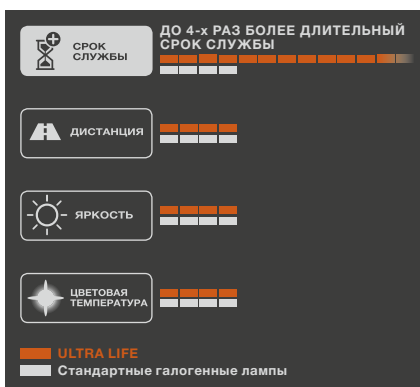 ДО 4-х РАЗ БОЛЕЕ ДЛИТЕЛЬНЫЙ
СРОК СЛУЖБЫ
СРОК
СЛУЖБЫ
ДИСТАНЦИЯ
ЯРКОСТЬ
ЦВЕТОВАЯ
ТЕМПЕРАТУРА
ULTRA LIFE
Стандартные галогенные лампы